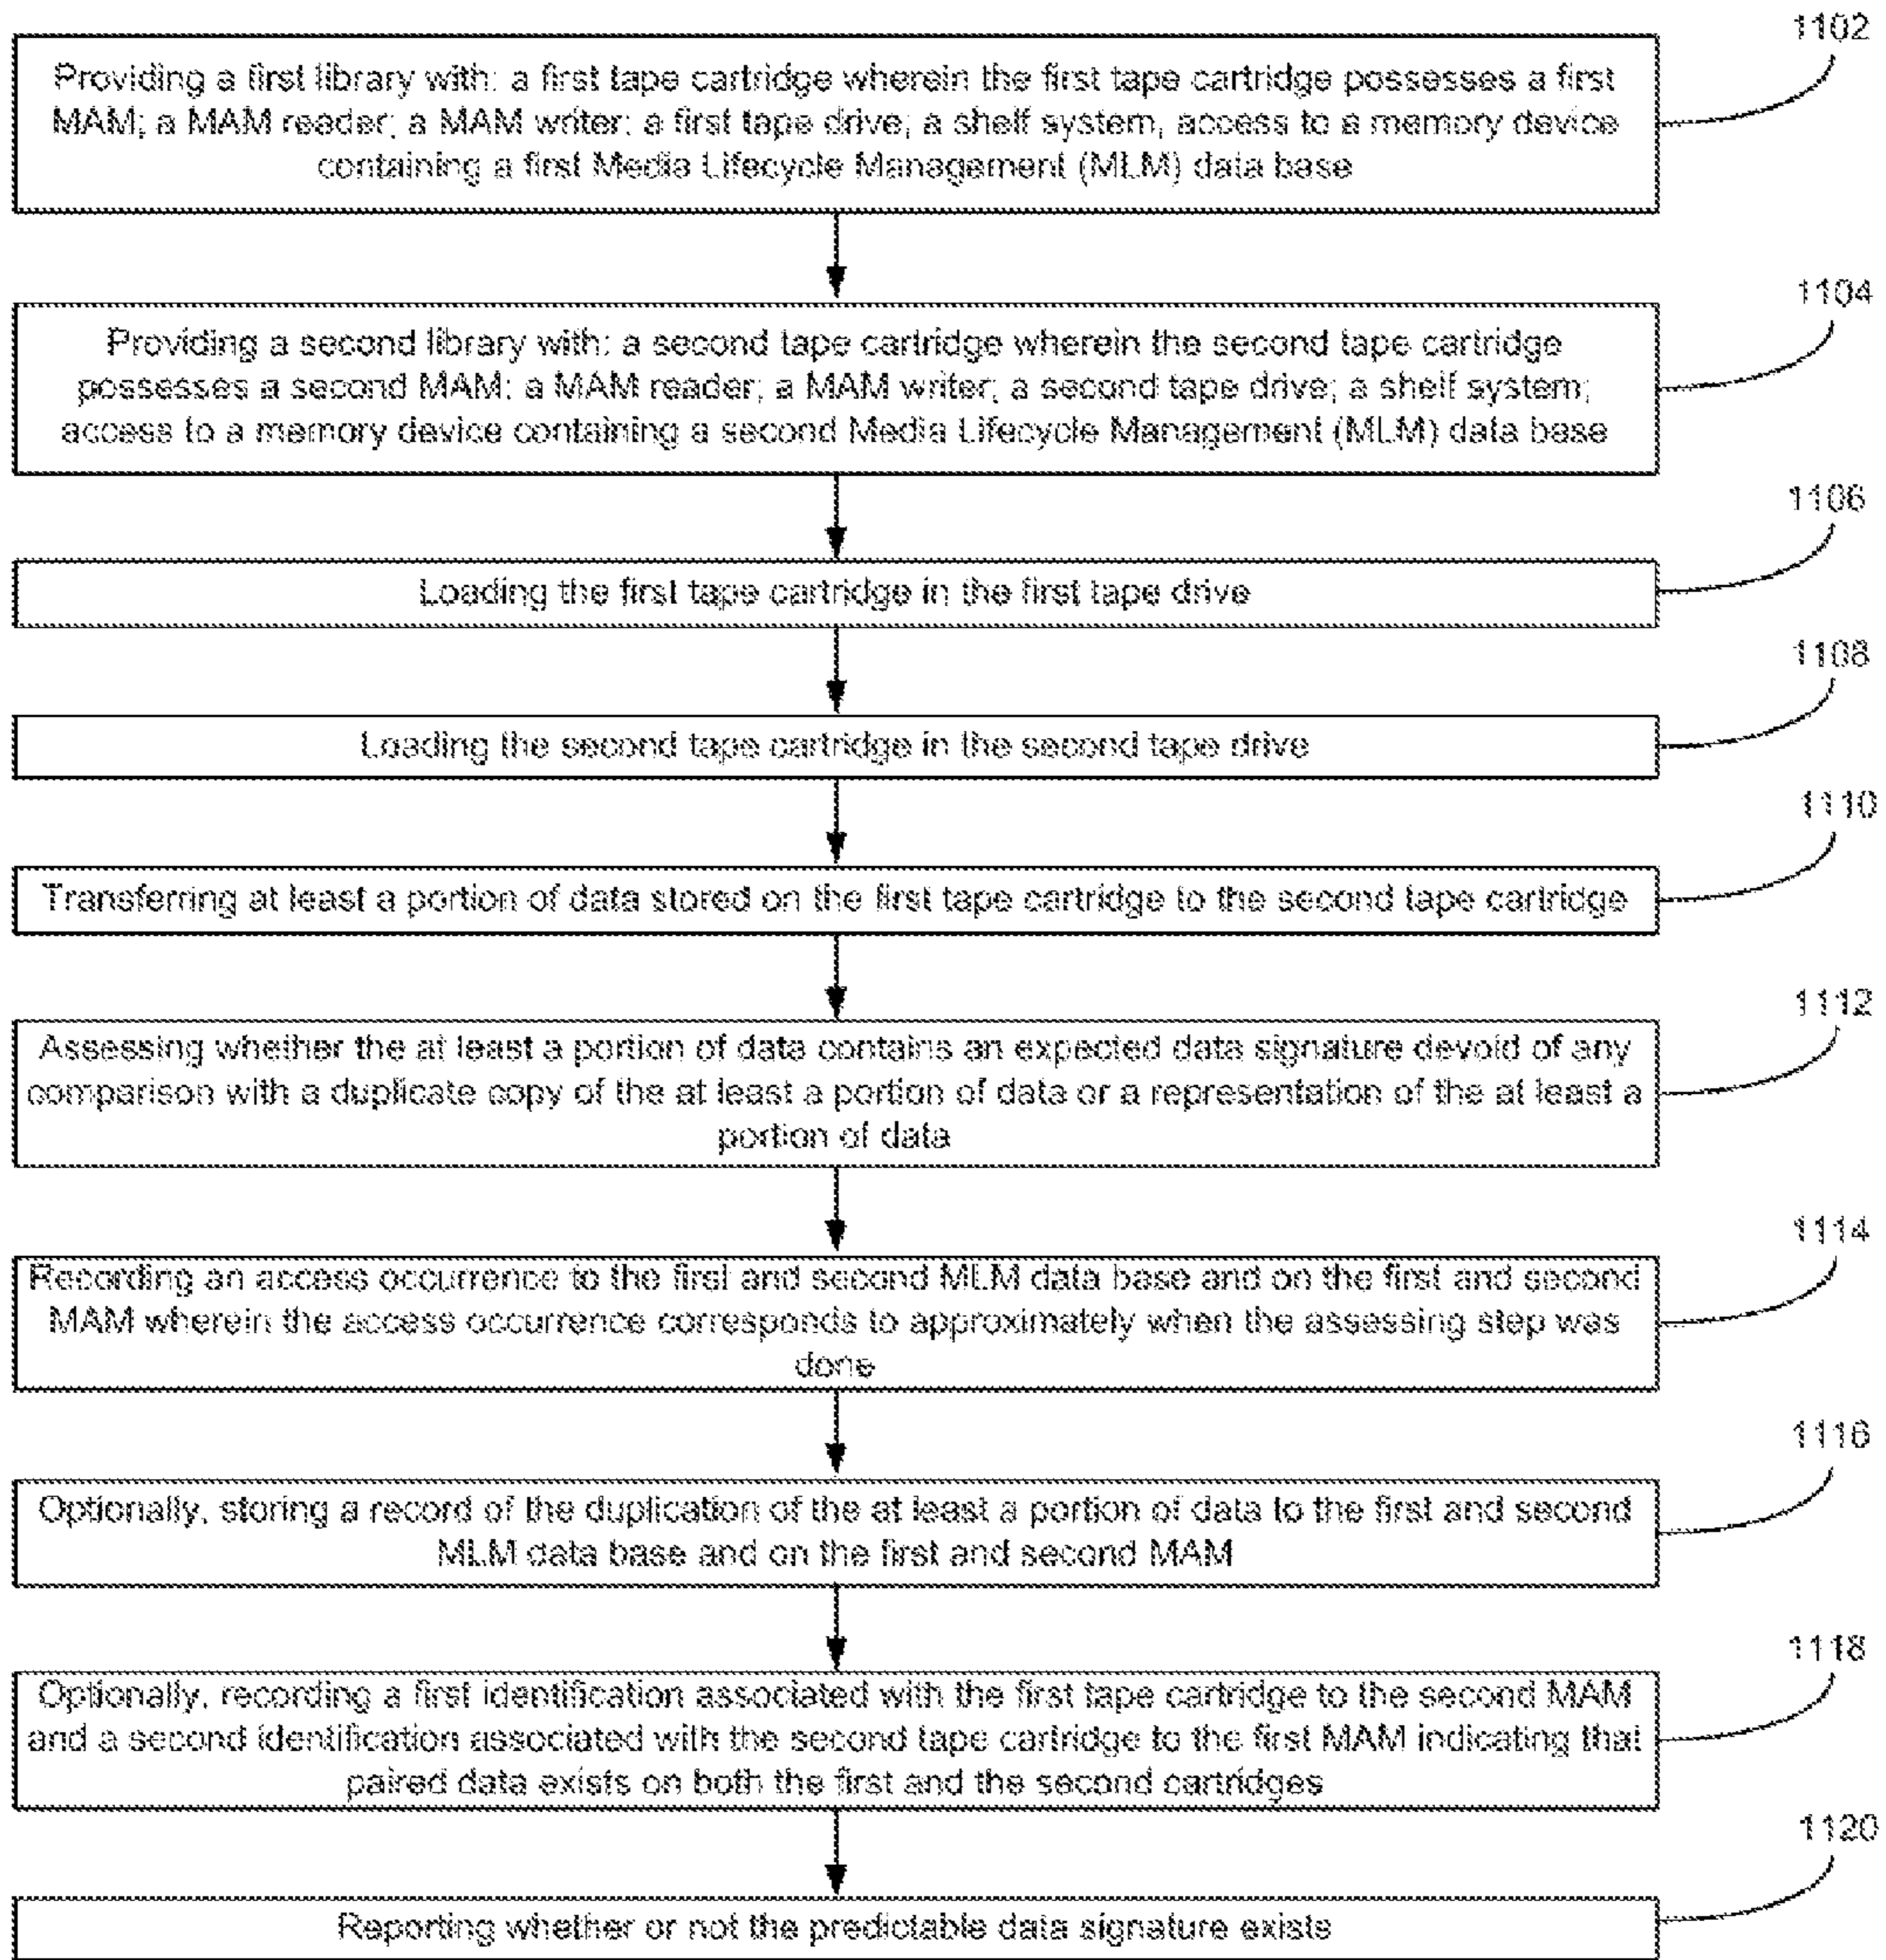 1102
Providing a first library with: a first tape cartridge wherein the first tape cartridge possesses a first
MAM; a MAM reader; a MAM writer; a first tape drive; a shelf system, access to a memory device
containing a first Media Lifecycle Management (MLM) data base
1104
Providing a second library with: a second tape cartridge wherein the second tape cartridge
possesses a second MAM; a MAM reader; a MAM writer; a second tape drive; a shelf system;
access to a memory device containing a second Media Lifecycle Management (MLM) data base
1106
Loading the first tape cartridge in the first tape drive
1108
Loading the second tape cartridge in the second tape drive
1110
Transferring at least a portion of data stored on the first tape cartridge to the second tape cartridge
1112
Assessing whether the at least a portion of data contains an expected data signature devoid of any
comparison with a duplicate copy of the at least a portion of data or a representation of the at least a
portion of data
1114
Recording an access occurrence to the first and second MLM data base and on the first and second
MAM wherein the access occurrence corresponds to approximately when the assessing step was
done
1116
Optionally, storing a record of the duplication of the at least a portion of data to the first and second
MLM data base and on the first and second MAM
1118
Optionally, recording a first identification associated with the first tape cartridge to the second MAM
and a second identification associated with the second tape cartridge to the first MAM indicating that
paired data exists on both the first and the second cartridges
1120
Reporting whether or not the predictable data signature exists